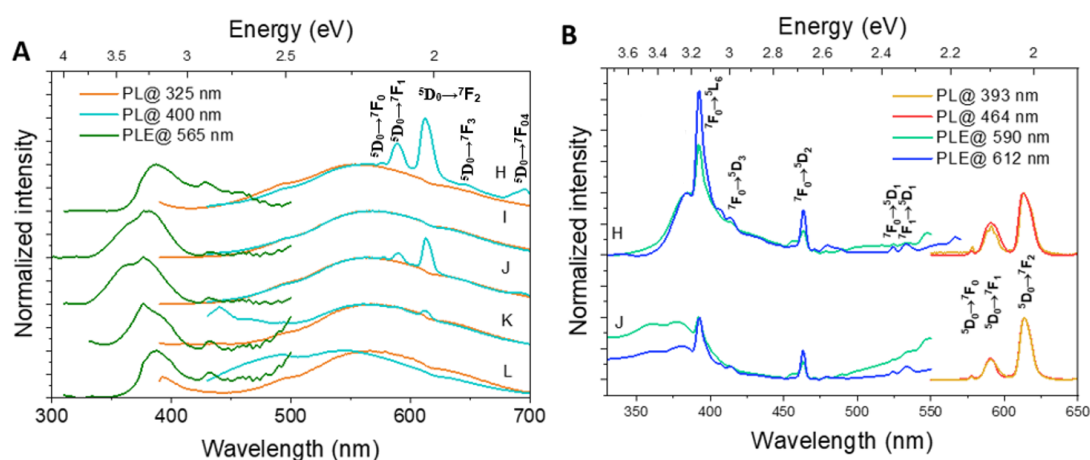 A
Energy (eV)
4
3.5
3
2.5
2
PL@ 325 nm
PL@ 400 nm
PLE@ 565 nm
⁵D₀→⁷F₀
⁵D₀→⁷F₁
⁵D₀→⁷F₂
⁵D₀→⁷F₃
⁵D₀→⁷F₀₄
H
I
J
K
L
Normalized intensity
300
400
500
600
700
Wavelength (nm)
B
Energy (eV)
3.6
3.4
3.2
3
2.8
2.6
2.4
2.2
2
PL@ 393 nm
PL@ 464 nm
PLE@ 590 nm
PLE@ 612 nm
⁷F₀→⁵L₆
⁷F₀→⁵D₃
⁷F₀→⁵D₂
⁷F₀→⁵D₁
⁷F₁→⁵D₁
H
⁵D₀→⁷F₀
⁵D₀→⁷F₁
⁵D₀→⁷F₂
J
Normalized intensity
350
400
450
500
550
600
650
Wavelength (nm)